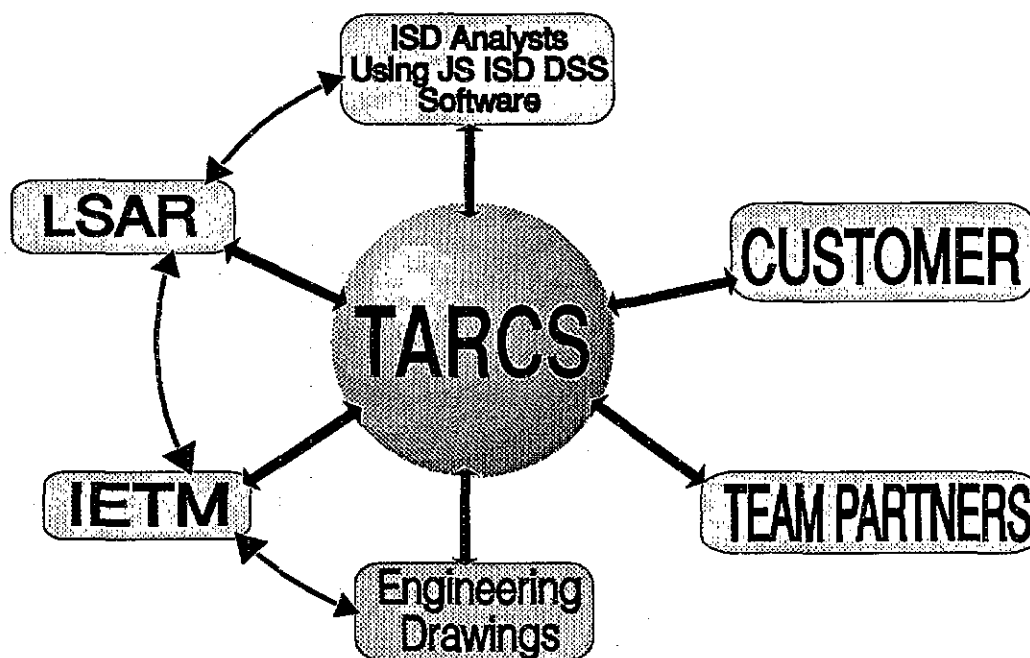 ISD Analysts
Using JS ISD DSS
Software
LSAR
CUSTOMER
TARCS
IETM
TEAM PARTNERS
Engineering
Drawings